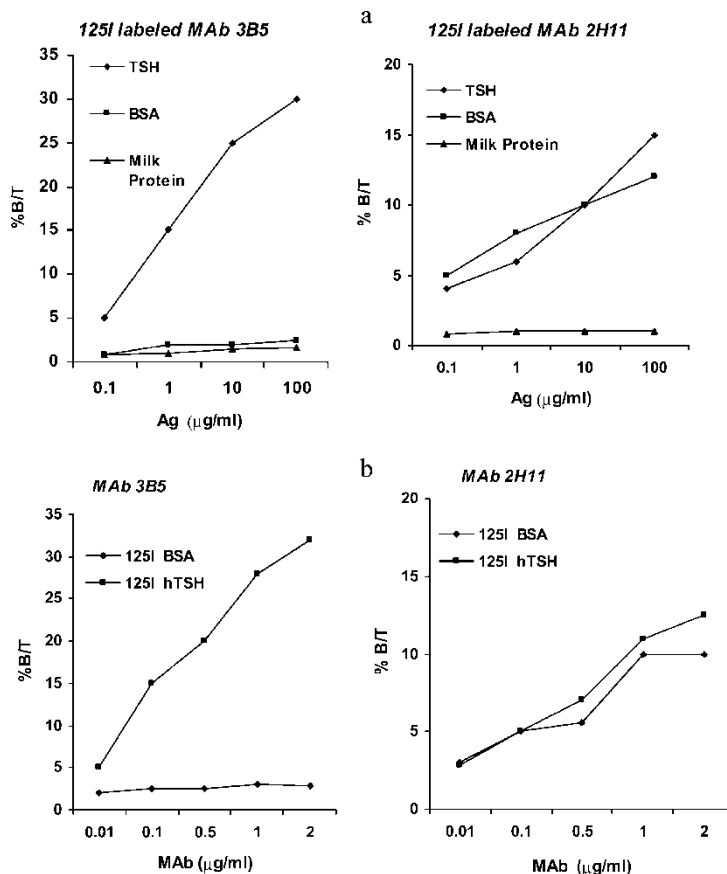 125I labeled MAb 3B5
35
30
25
20
15
10
5
0
%B/T
TSH
BSA
Milk
Protein
0.1 1 10 100
Ag (µg/ml)
a
125I labeled MAb 2H11
20
15
10
5
0
%B/T
TSH
BSA
Milk Protein
0.1 1 10 100
Ag (µg/ml)
MAb 3B5
35
30
25
20
15
10
5
0
%B/T
125I BSA
125I hTSH
0.01 0.1 0.5 1 2
MAb (µg/ml)
b
MAb 2H11
20
15
10
5
0
% B/T
125I BSA
125I hTSH
0.01 0.1 0.5 1 2
MAb (µg/ml)